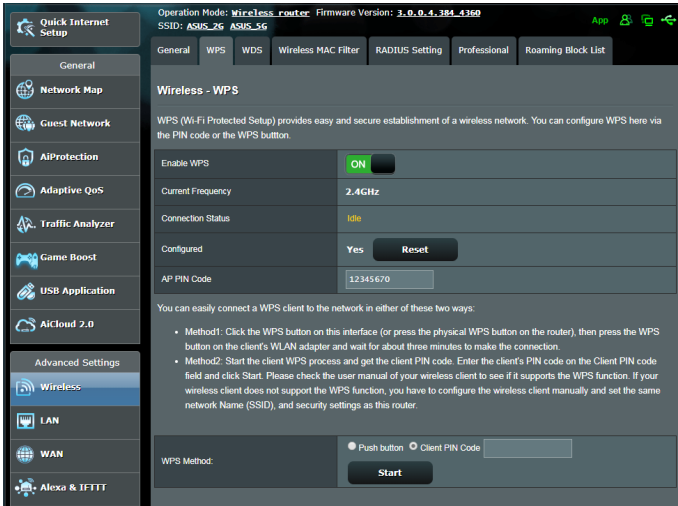 Quick Internet
Setup
Operation Mode: Wireless router Firmware Version: 3.0.0.4.384_4360
SSID: ASUS_2G ASUS_5G
App
General WPS WDS Wireless MAC Filter RADIUS Setting Professional Roaming Block List
General
Network Map
Guest Network
AiProtection
Adaptive QoS
Traffic Analyzer
Game Boost
USB Application
AiCloud 2.0
Advanced Settings
Wireless
LAN
WAN
Alexa & IFTTT
Wireless - WPS
WPS (Wi-Fi Protected Setup) provides easy and secure establishment of a wireless network. You can configure WPS here via
the PIN code or the WPS buttton.
Enable WPS ON
Current Frequency 2.4GHz
Connection Status Idle
Configured Yes Reset
AP PIN Code 12345670
You can easily connect a WPS client to the network in either of these two ways:
• Method1: Click the WPS button on this interface (or press the physical WPS button on the router), then press the WPS
button on the client's WLAN adapter and wait for about three minutes to make the connection.
• Method2: Start the client WPS process and get the client PIN code. Enter the client's PIN code on the Client PIN code
field and click Start. Please check the user manual of your wireless client to see if it supports the WPS function. If your
wireless client does not support the WPS function, you have to configure the wireless client manually and set the same
network Name (SSID), and security settings as this router.
WPS Method: Push button Client PIN Code
Start